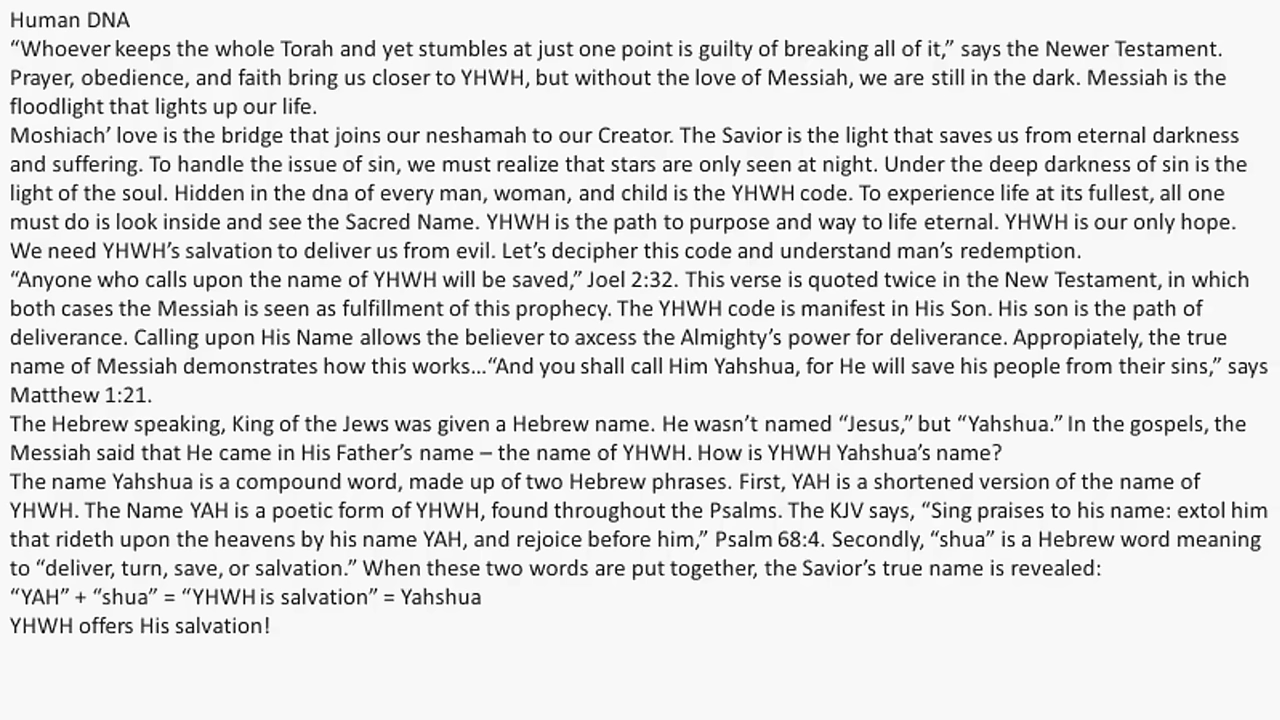 Human DNA
“Whoever keeps the whole Torah and yet stumbles at just one point is guilty of breaking all of it,” says the Newer Testament.
Prayer, obedience, and faith bring us closer to YHWH, but without the love of Messiah, we are still in the dark. Messiah is the
floodlight that lights up our life.
Moshiach’ love is the bridge that joins our neshamah to our Creator. The Savior is the light that saves us from eternal darkness
and suffering. To handle the issue of sin, we must realize that stars are only seen at night. Under the deep darkness of sin is the
light of the soul. Hidden in the dna of every man, woman, and child is the YHWH code. To experience life at its fullest, all one
must do is look inside and see the Sacred Name. YHWH is the path to purpose and way to life eternal. YHWH is our only hope.
We need YHWH’s salvation to deliver us from evil. Let’s decipher this code and understand man’s redemption.
“Anyone who calls upon the name of YHWH will be saved,” Joel 2:32. This verse is quoted twice in the New Testament, in which
both cases the Messiah is seen as fulfillment of this prophecy. The YHWH code is manifest in His Son. His son is the path of
deliverance. Calling upon His Name allows the believer to axcess the Almighty’s power for deliverance. Appropiately, the true
name of Messiah demonstrates how this works...“And you shall call Him Yahshua, for He will save his people from their sins,” says
Matthew 1:21.
The Hebrew speaking, King of the Jews was given a Hebrew name. He wasn’t named “Jesus,” but “Yahshua.” In the gospels, the
Messiah said that He came in His Father’s name – the name of YHWH. How is YHWH Yahshua’s name?
The name Yahshua is a compound word, made up of two Hebrew phrases. First, YAH is a shortened version of the name of
YHWH. The Name YAH is a poetic form of YHWH, found throughout the Psalms. The KJV says, “Sing praises to his name: extol him
that rideth upon the heavens by his name YAH, and rejoice before him,” Psalm 68:4. Secondly, “shua” is a Hebrew word meaning
to “deliver, turn, save, or salvation.” When these two words are put together, the Savior’s true name is revealed:
“YAH” + “shua” = “YHWH is salvation” = Yahshua
YHWH offers His salvation!